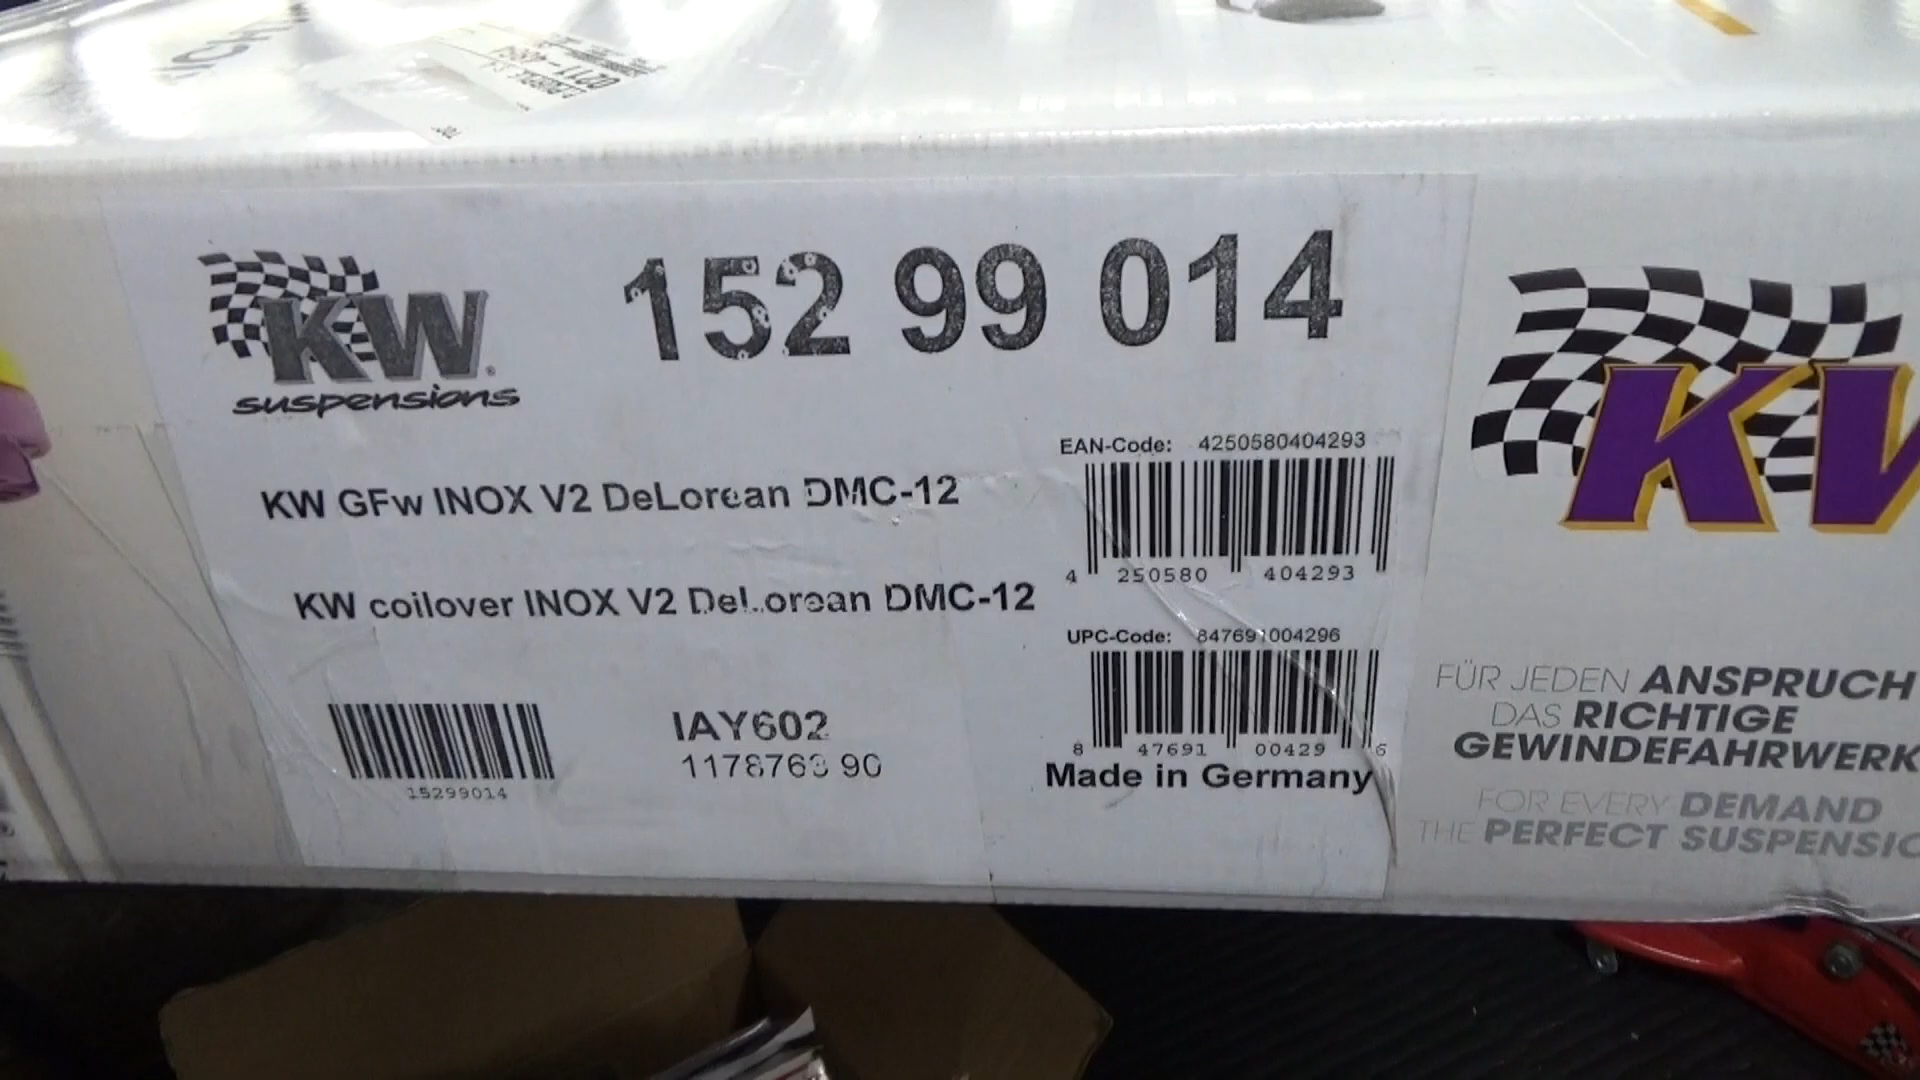 KW®
suspensions
152 99 014
KW GFw INOX V2 DeLorean DMC-12
KW coilover INOX V2 DeLorean DMC-12
EAN-Code: 4250580404293
4 250580 404293
UPC-Code: 847691004296
8 47691 00429 6
Made in Germany
15299014
IAY602
1178763 90
KW
FÜR JEDEN ANSPRUCH
DAS RICHTIGE
GEWINDEFAHRWERK
FOR EVERY DEMAND
THE PERFECT